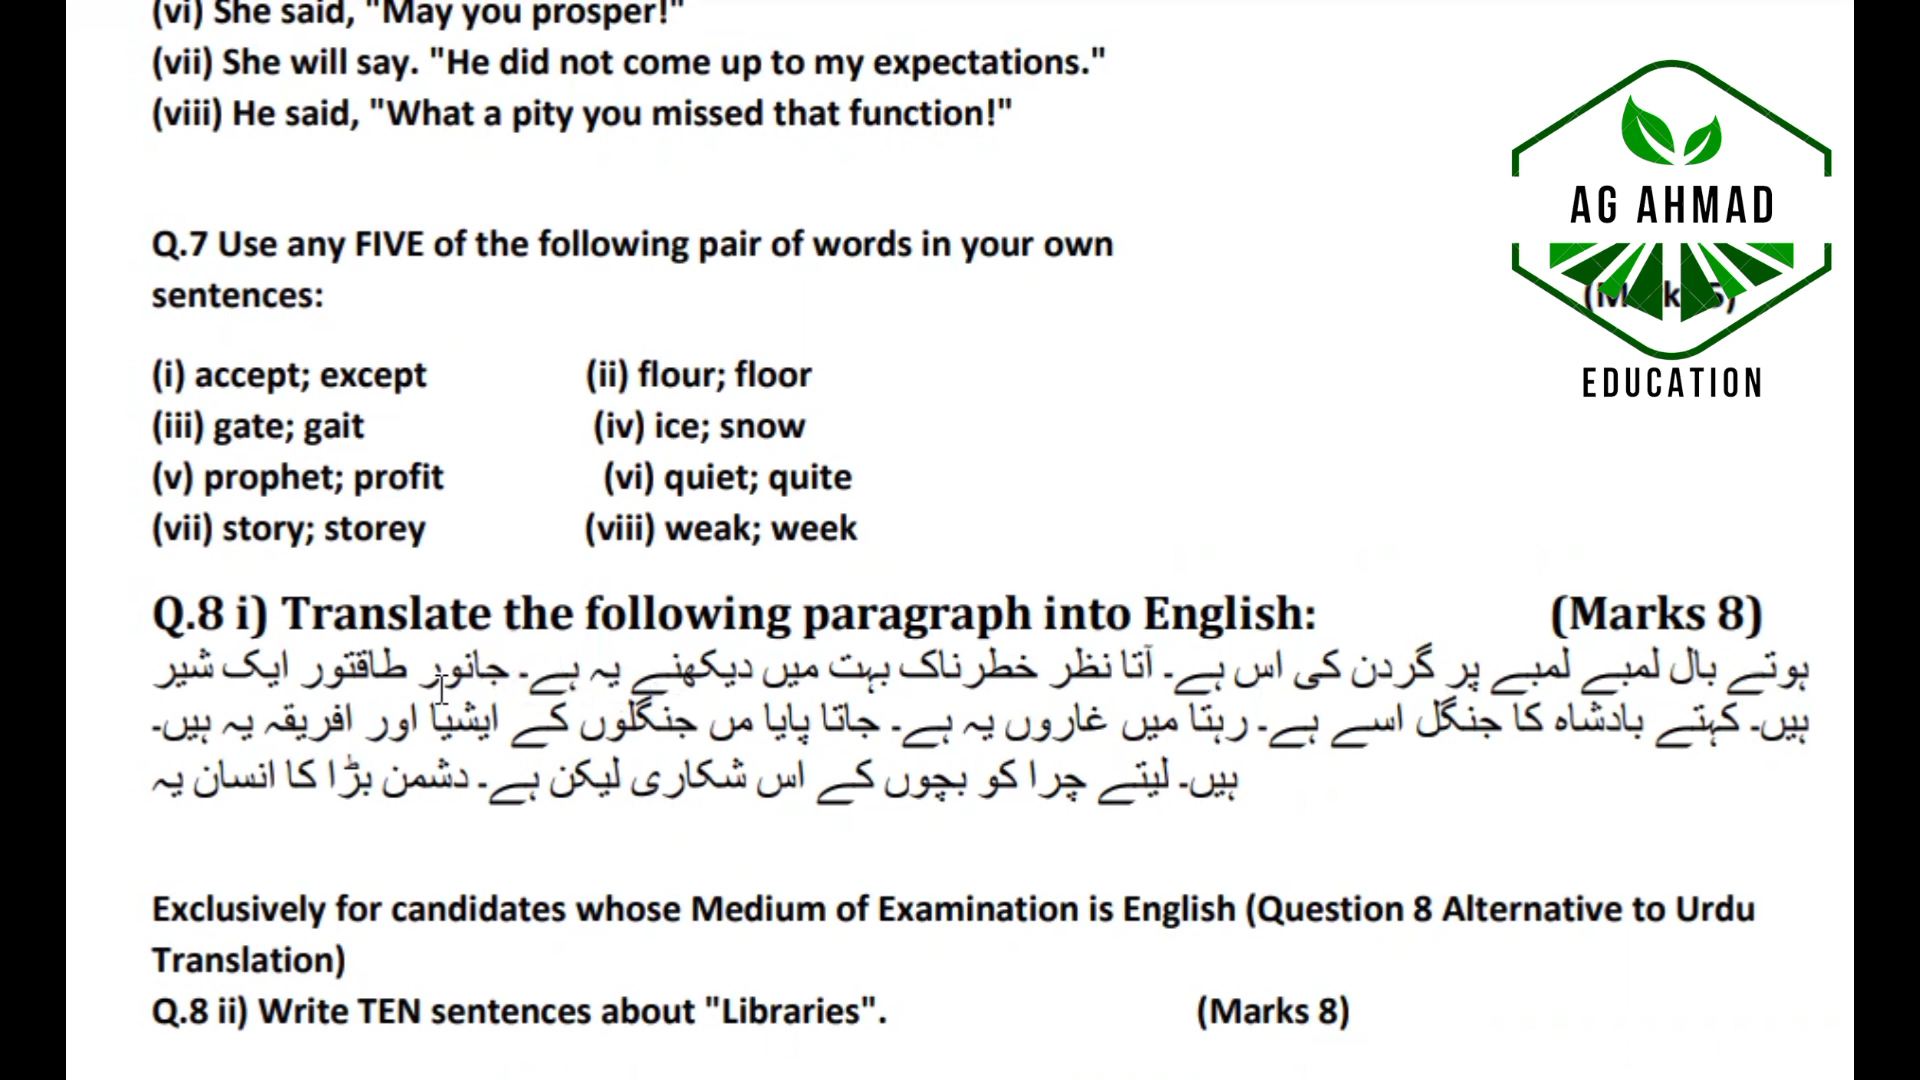 (vi) She said, "May you prosper!"
(vii) She will say. "He did not come up to my expectations."
(viii) He said, "What a pity you missed that function!"
AG AHMAD
EDUCATION
Q.7 Use any FIVE of the following pair of words in your own
sentences:
(i) accept; except (ii) flour; floor
(iii) gate; gait (iv) ice; snow
(v) prophet; profit (vi) quiet; quite
(vii) story; storey (viii) weak; week
Q.8 i) Translate the following paragraph into English: (Marks 8)
ہوتے بال لمبے لمبے پر گردن کی اس ہے۔ آتا نظر خطرناک بہت میں دیکھنے یہ ہے۔ جانور طاقتور ایک شیر
ہیں۔ کہتے بادشاہ کا جنگل اسے ہے۔ رہتا میں غاروں یہ ہے۔ جاتا پایا مں جنگلوں کے ایشیا اور افریقہ یہ ہیں۔
ہیں۔ لیتے چرا کو بچوں کے اس شکاری لیکن ہے۔ دشمن بڑا کا انسان یہ
Exclusively for candidates whose Medium of Examination is English (Question 8 Alternative to Urdu
Translation)
Q.8 ii) Write TEN sentences about "Libraries". (Marks 8)